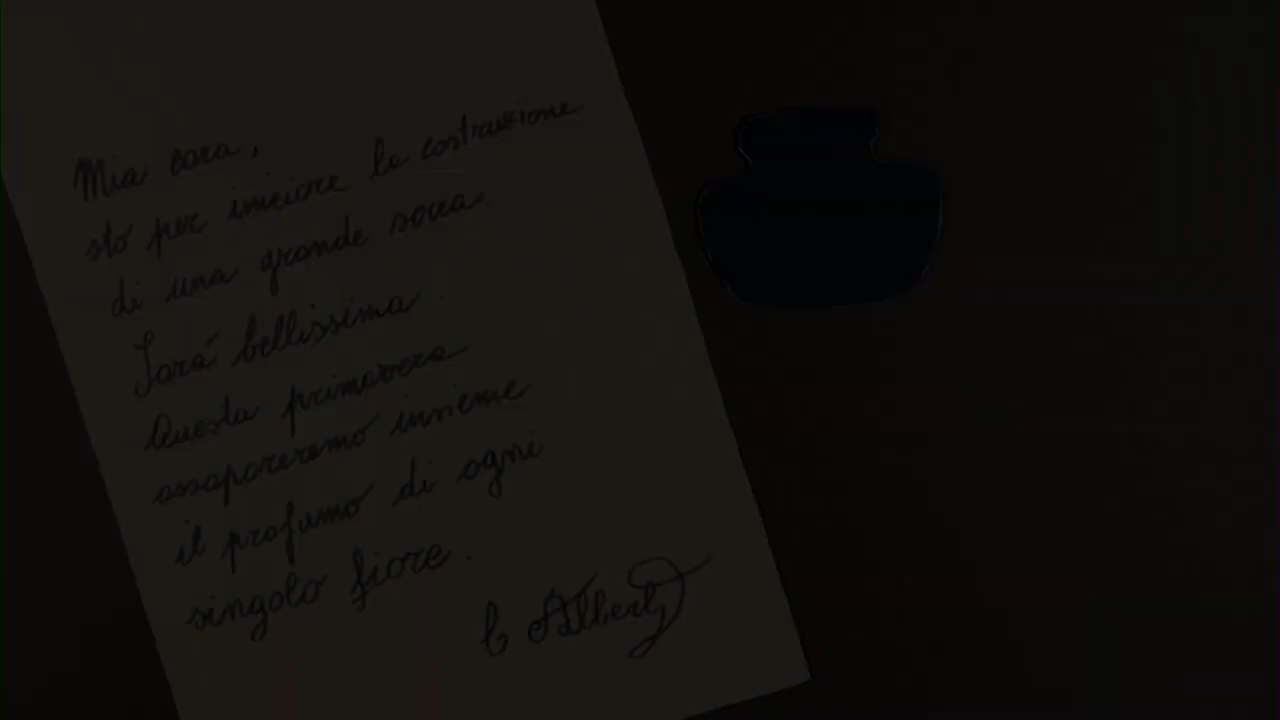 Mia cara,
sto per iniziare la costruzione
di una grande serra
Sarà bellissima.
Questa primavera
assaporeremo insieme
il profumo di ogni
singolo fiore.
Albert